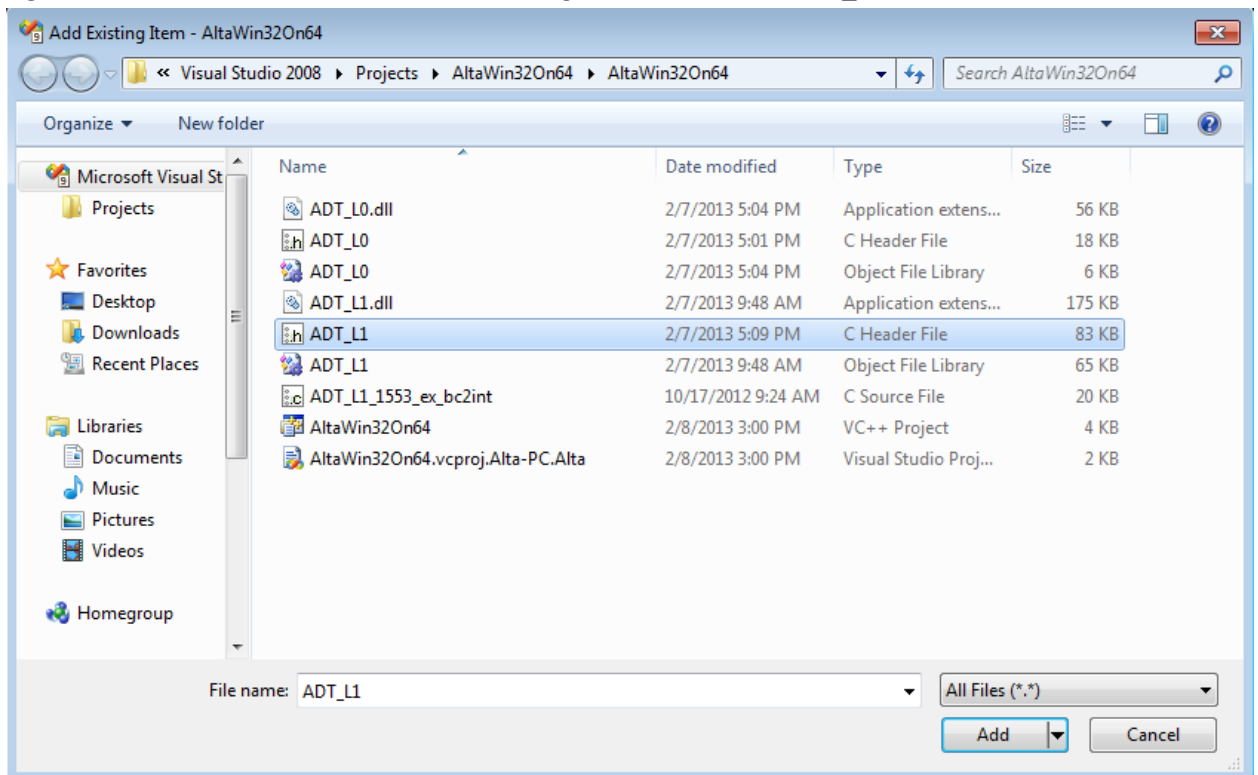 Add Existing Item - AltaWin32On64
« Visual Studio 2008 ▸ Projects ▸ AltaWin32On64 ▸ AltaWin32On64
Search AltaWin32On64
Organize
New folder
Name Date modified Type Size
Microsoft Visual St
Projects
Favorites
Desktop
Downloads
Recent Places
Libraries
Documents
Music
Pictures
Videos
Homegroup
ADT_L0.dll 2/7/2013 5:04 PM Application extens... 56 KB
ADT_L0 2/7/2013 5:01 PM C Header File 18 KB
ADT_L0 2/7/2013 5:04 PM Object File Library 6 KB
ADT_L1.dll 2/7/2013 9:48 AM Application extens... 175 KB
ADT_L1 2/7/2013 5:09 PM C Header File 83 KB
ADT_L1 2/7/2013 9:48 AM Object File Library 65 KB
ADT_L1_1553_ex_bc2int 10/17/2012 9:24 AM C Source File 20 KB
AltaWin32On64 2/8/2013 3:00 PM VC++ Project 4 KB
AltaWin32On64.vcproj.Alta-PC.Alta 2/8/2013 3:00 PM Visual Studio Proj... 2 KB
File name: ADT_L1
All Files (*.*)
Add
Cancel